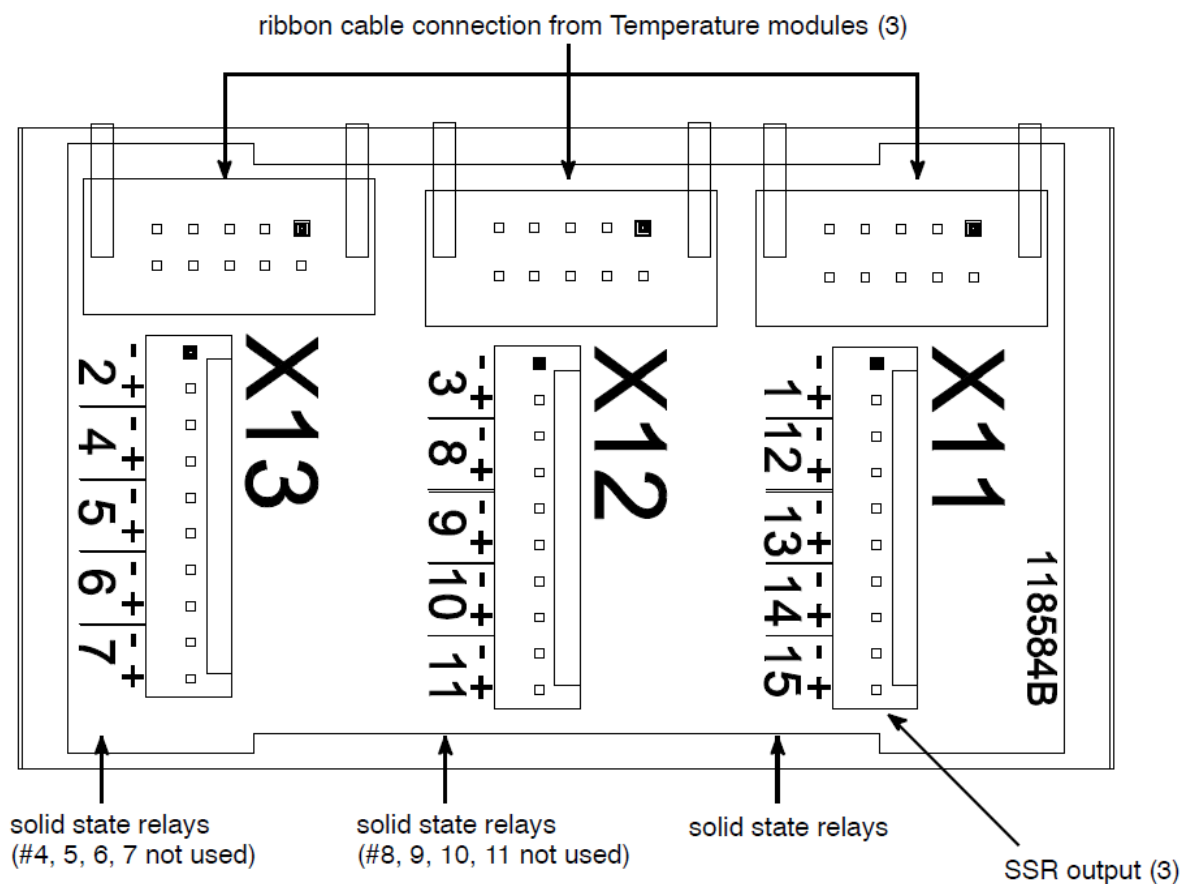 ribbon cable connection from Temperature modules (3)
X13
X12
X11
2 - +
4 - +
5 - +
6 - +
7 - +
3 - +
8 - +
9 - +
10 - +
11 - +
1 - +
12 - +
13 - +
14 - +
15 - +
118584B
solid state relays
(#4, 5, 6, 7 not used)
solid state relays
(#8, 9, 10, 11 not used)
solid state relays
SSR output (3)